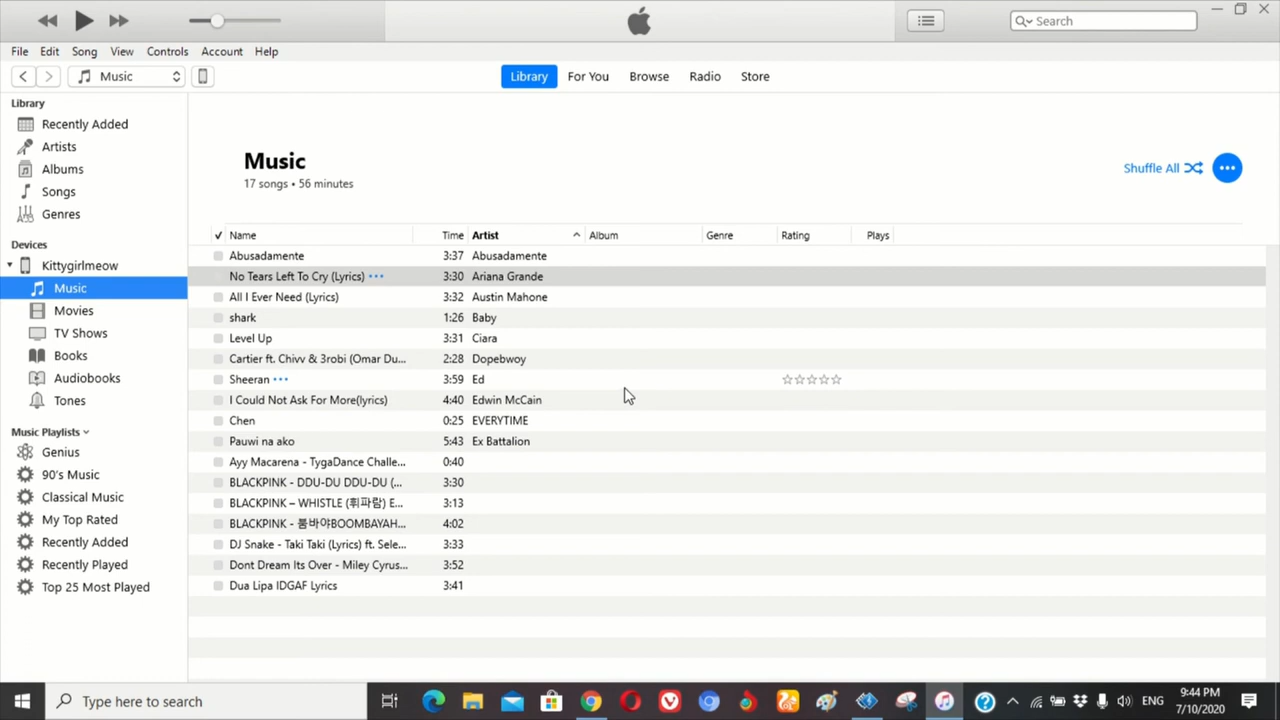 Search
File Edit Song View Controls Account Help
Music
Library For You Browse Radio Store
Library
Recently Added
Artists
Albums
Songs
Genres
Devices
Kittygirlmeow
Music
Movies
TV Shows
Books
Audiobooks
Tones
Music Playlists
Genius
90's Music
Classical Music
My Top Rated
Recently Added
Recently Played
Top 25 Most Played
Music
17 songs • 56 minutes
Shuffle All
Name Time Artist Album Genre Rating Plays
Abusadamente 3:37 Abusadamente
No Tears Left To Cry (Lyrics) ••• 3:30 Ariana Grande
All I Ever Need (Lyrics) 3:32 Austin Mahone
shark 1:26 Baby
Level Up 3:31 Ciara
Cartier ft. Chivv & 3robi (Omar Du... 2:28 Dopebwoy
Sheeran ••• 3:59 Ed
I Could Not Ask For More(lyrics) 4:40 Edwin McCain
Chen 0:25 EVERYTIME
Pauwi na ako 5:43 Ex Battalion
Ayy Macarena - TygaDance Challe... 0:40
BLACKPINK - DDU-DU DDU-DU (... 3:30
BLACKPINK – WHISTLE (휘파람) E... 3:13
BLACKPINK - 붐바야BOOMBAYAH... 4:02
DJ Snake - Taki Taki (Lyrics) ft. Sele... 3:33
Dont Dream Its Over - Miley Cyrus... 3:52
Dua Lipa IDGAF Lyrics 3:41
Type here to search
ENG
9:44 PM
7/10/2020